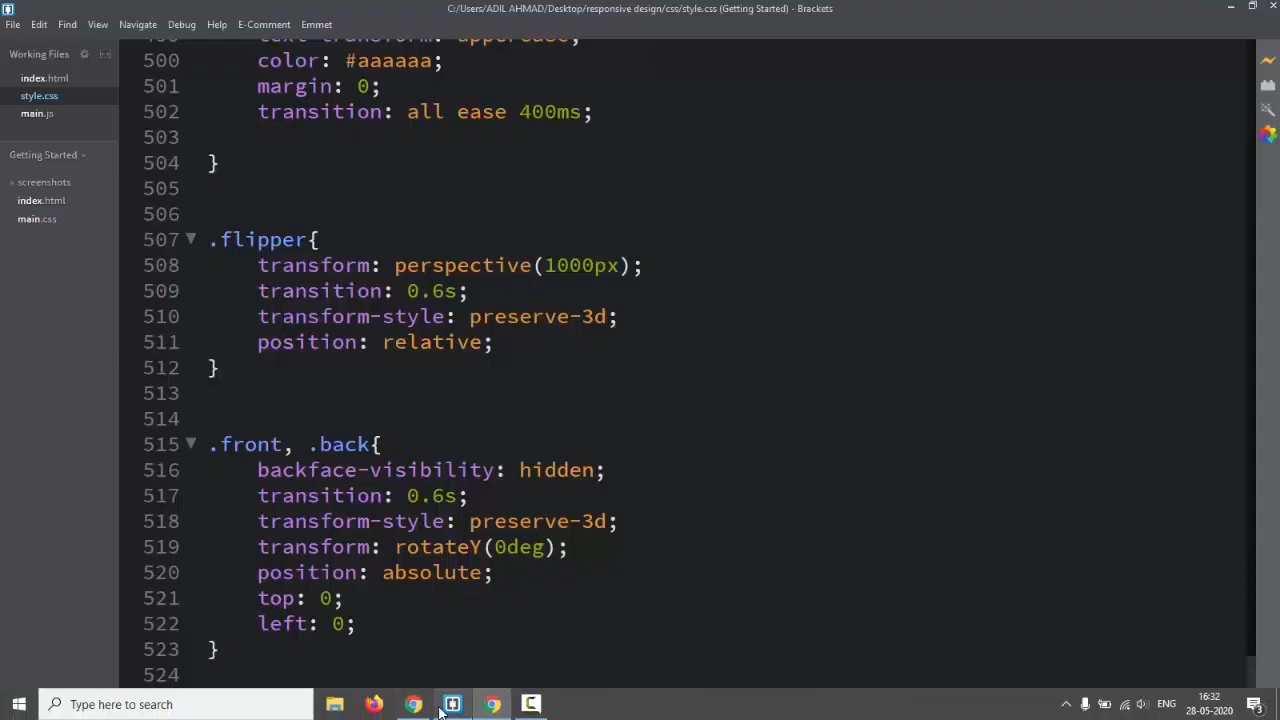 C:/Users/ADIL AHMAD/Desktop/responsive design/css/style.css (Getting Started) - Brackets
File Edit Find View Navigate Debug Help E-Comment Emmet
Working Files
index.html
style.css
main.js
Getting Started
screenshots
index.html
main.css
500 color: #aaaaaa;
501 margin: 0;
502 transition: all ease 400ms;
503
504 }
505
506
507 .flipper{
508 transform: perspective(1000px);
509 transition: 0.6s;
510 transform-style: preserve-3d;
511 position: relative;
512 }
513
514
515 .front, .back{
516 backface-visibility: hidden;
517 transition: 0.6s;
518 transform-style: preserve-3d;
519 transform: rotateY(0deg);
520 position: absolute;
521 top: 0;
522 left: 0;
523 }
524
Type here to search
ENG
16:32
28-05-2020
3